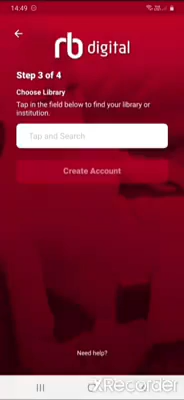 14.49
rb digital
Step 3 of 4
Choose Library
Tap in the field below to find your library or
institution.
Tap and Search
Create Account
Need help?
XRecorder